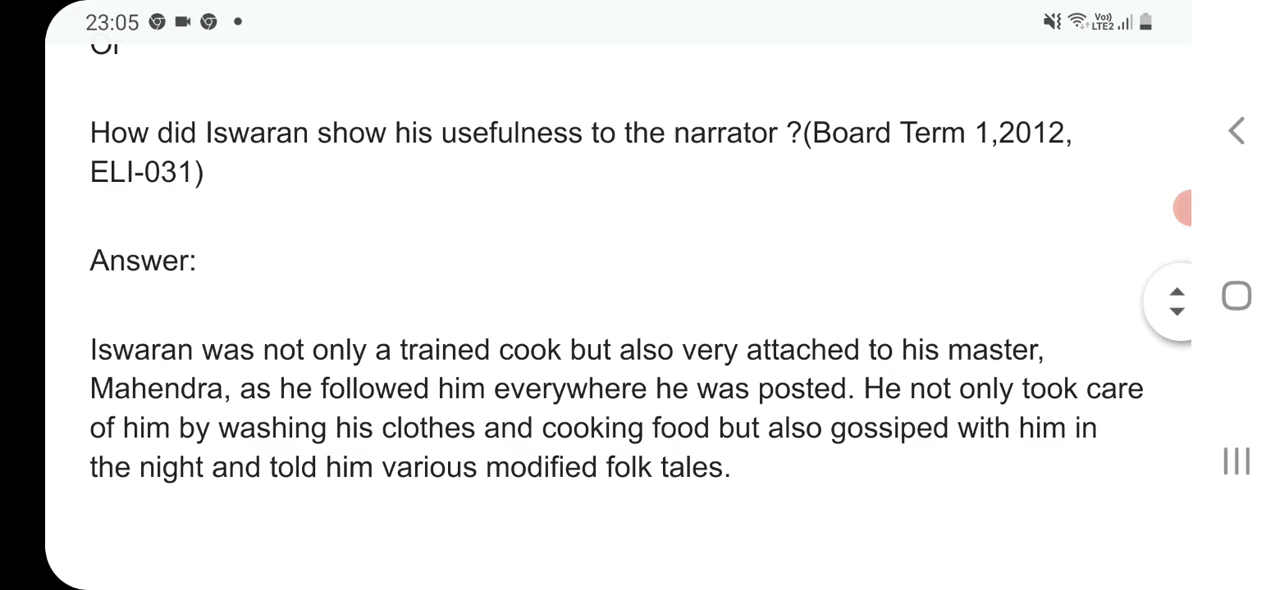 23:05
Vo))
LTE2
Or
How did Iswaran show his usefulness to the narrator ?(Board Term 1,2012,
ELI-031)
Answer:
Iswaran was not only a trained cook but also very attached to his master,
Mahendra, as he followed him everywhere he was posted. He not only took care
of him by washing his clothes and cooking food but also gossiped with him in
the night and told him various modified folk tales.